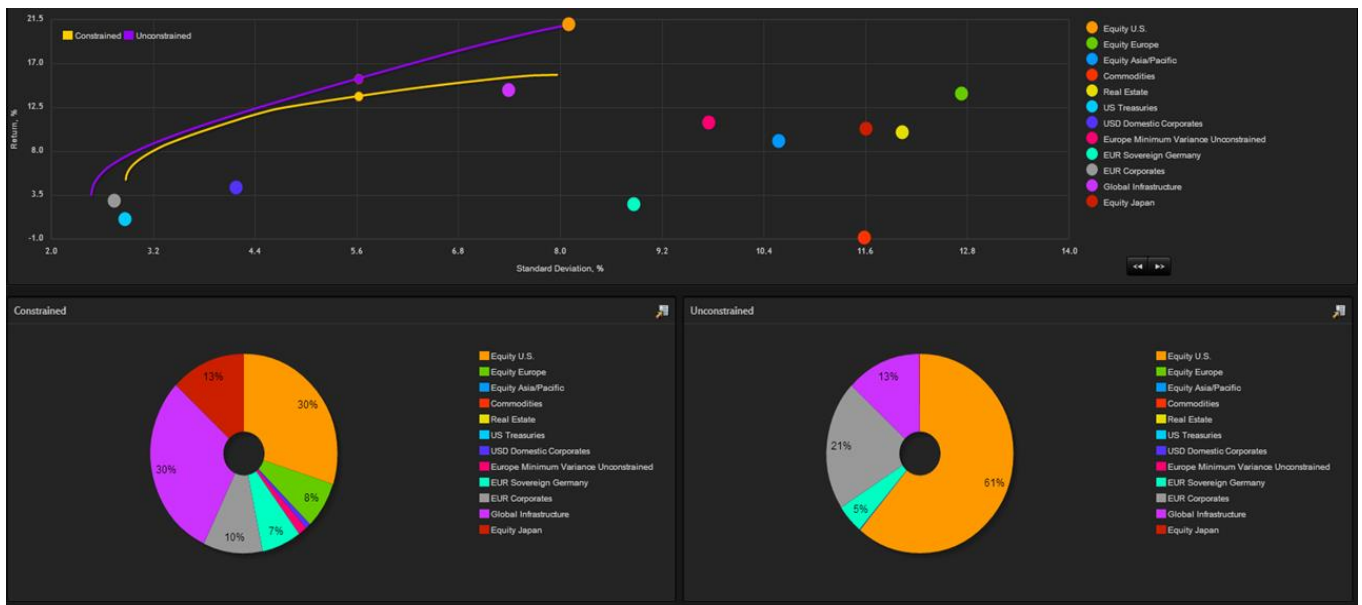 21.5
Constrained Unconstrained
17.0
12.5
8.0
3.5
-1.0
Return, %
2.0 3.2 4.4 5.6 6.8 8.0 9.2 10.4 11.6 12.8 14.0
Standard Deviation, %
Equity U.S.
Equity Europe
Equity Asia/Pacific
Commodities
Real Estate
US Treasuries
USD Domestic Corporates
Europe Minimum Variance Unconstrained
EUR Sovereign Germany
EUR Corporates
Global Infrastructure
Equity Japan
Constrained
13%
30%
30%
8%
10%
7%
Equity U.S.
Equity Europe
Equity Asia/Pacific
Commodities
Real Estate
US Treasuries
USD Domestic Corporates
Europe Minimum Variance Unconstrained
EUR Sovereign Germany
EUR Corporates
Global Infrastructure
Equity Japan
Unconstrained
13%
21%
61%
5%
Equity U.S.
Equity Europe
Equity Asia/Pacific
Commodities
Real Estate
US Treasuries
USD Domestic Corporates
Europe Minimum Variance Unconstrained
EUR Sovereign Germany
EUR Corporates
Global Infrastructure
Equity Japan